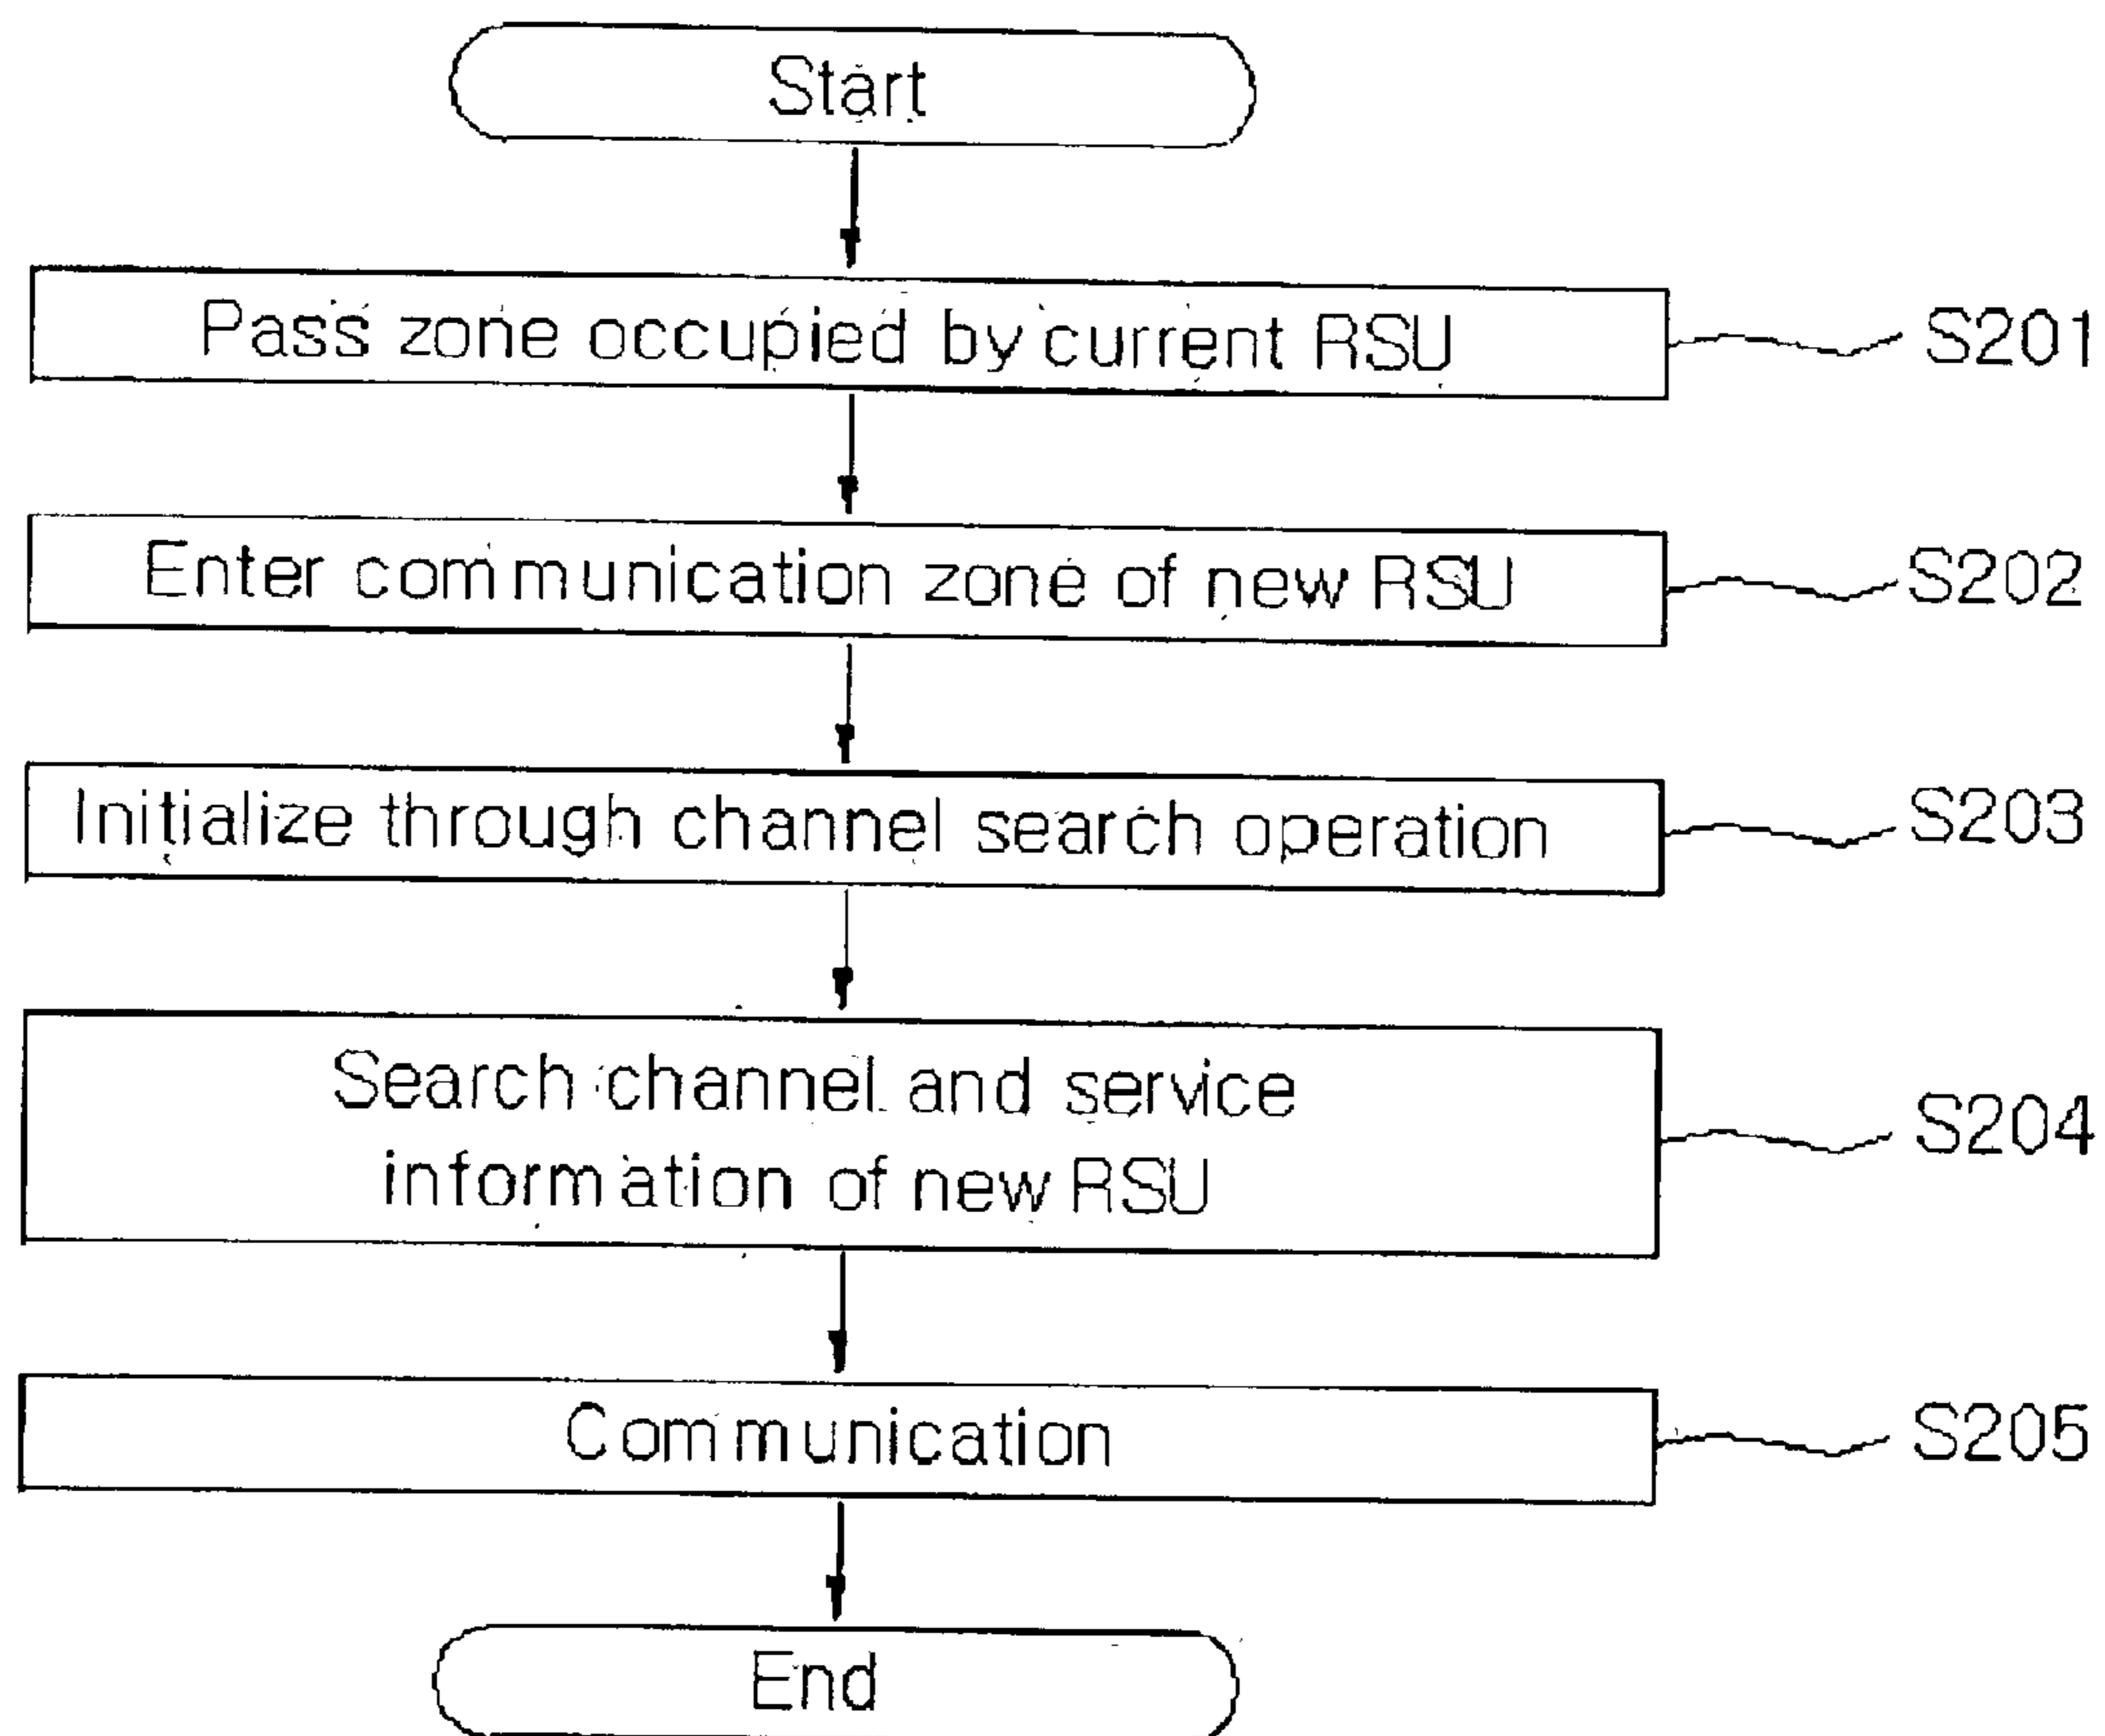 Start
Pass zone occupied by current RSU
S201
Enter communication zone of new RSU
S202
Initialize through channel search operation
S203
Search channel and service
information of new RSU
S204
Communication
S205
End